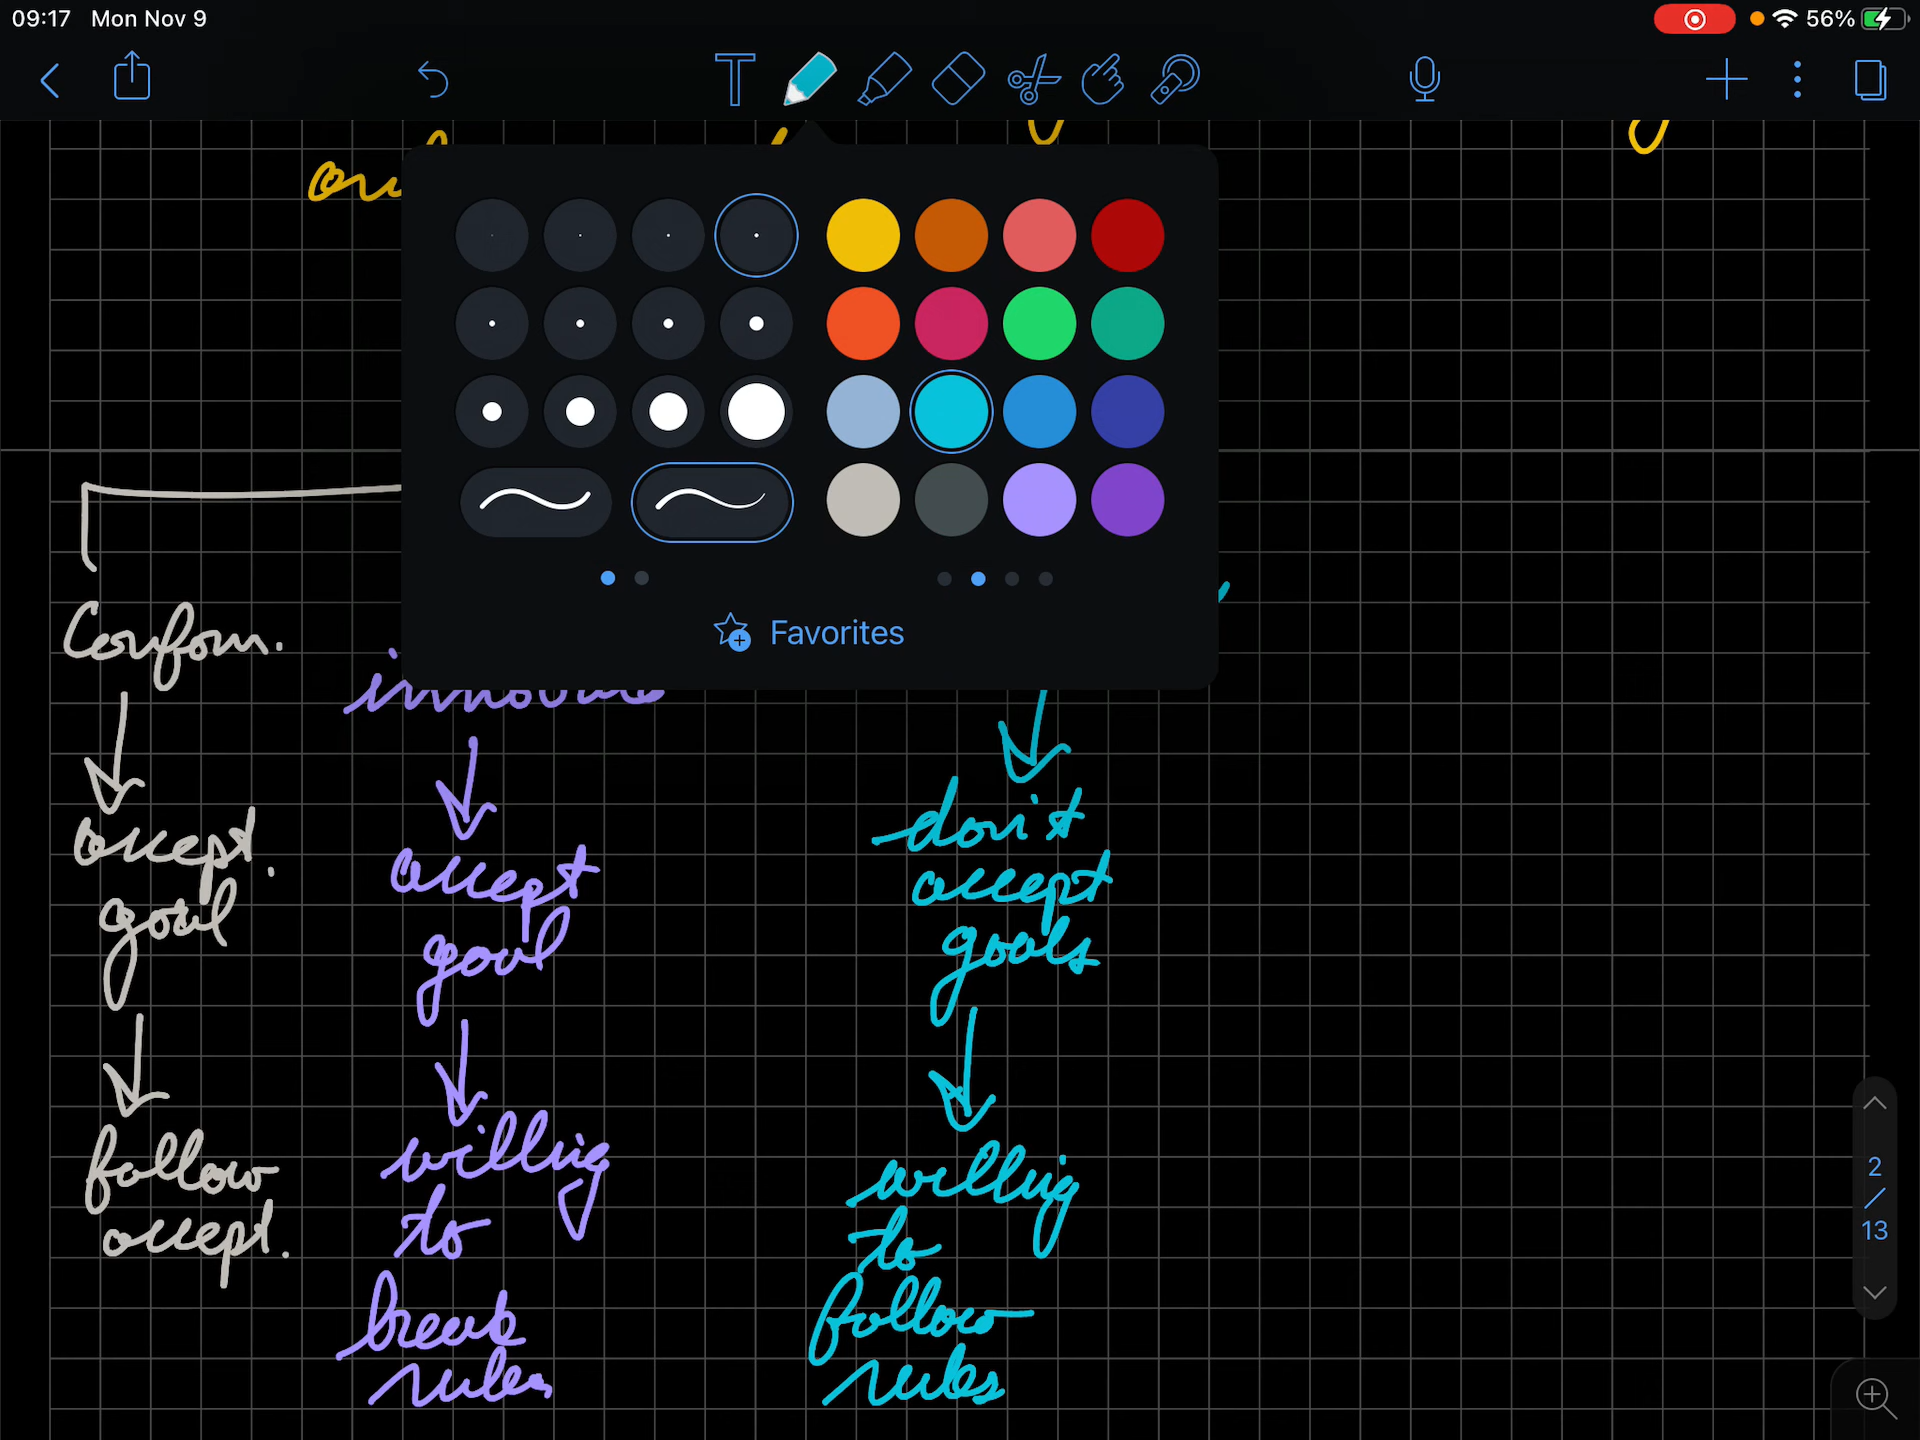 09:17 Mon Nov 9
56%
T
Favorites
Conform.
accept.
goal
follow
accept.
innovate
accept
goal
willing
to
break
rules
don't
accept
goals
willing
to
follow
rules
2
/
13